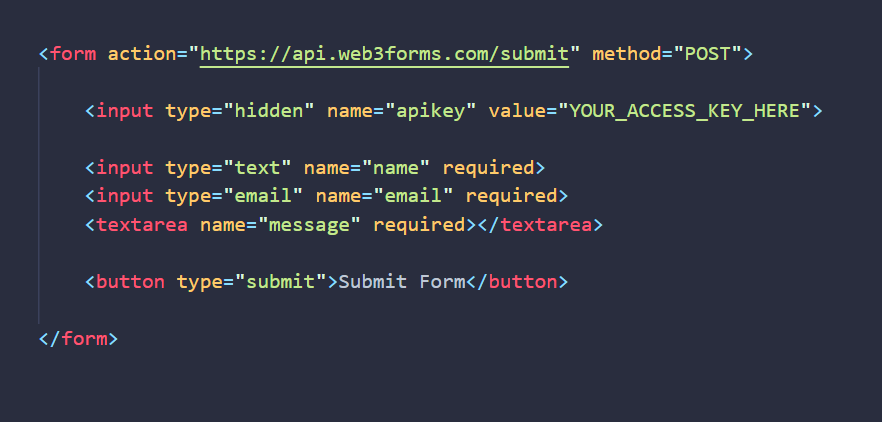 <form action="https://api.web3forms.com/submit" method="POST">
<input type="hidden" name="apikey" value="YOUR_ACCESS_KEY_HERE">
<input type="text" name="name" required>
<input type="email" name="email" required>
<textarea name="message" required></textarea>
<button type="submit">Submit Form</button>
</form>